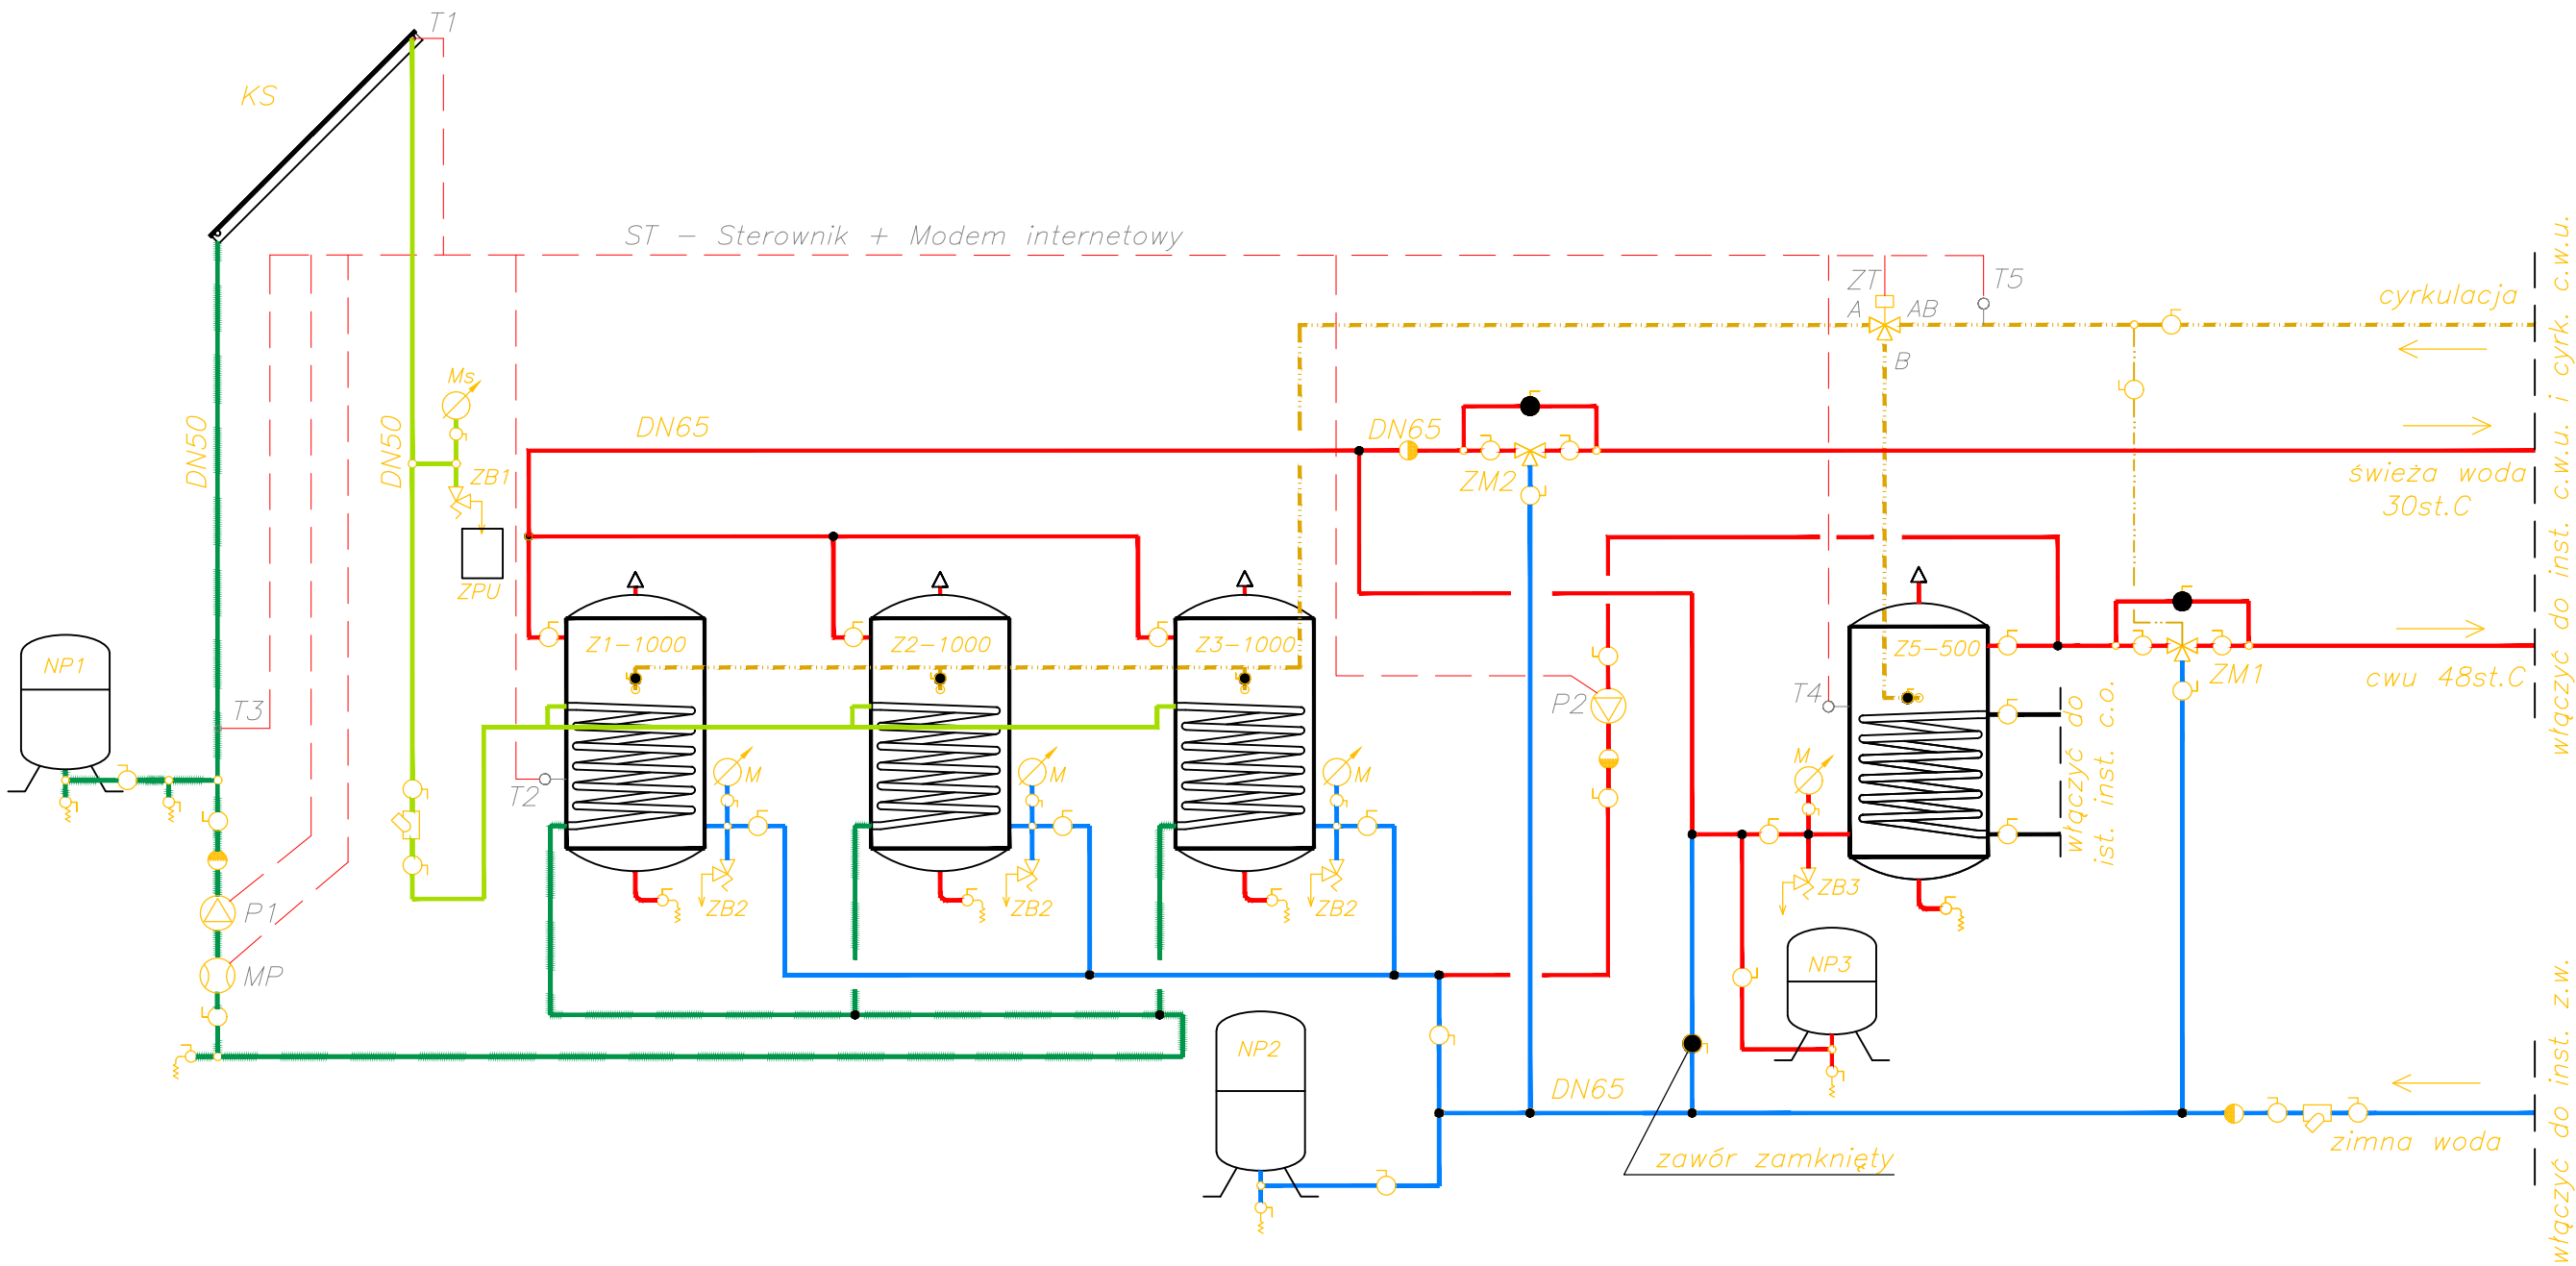 T1
KS
ST - Sterownik + Modem internetowy
ZT
T5
A
AB
B
cyrkulacja
włączyć do inst. c.w.u. i cyrk. c.w.u.
DN50
DN50
Ms
ZB1
ZPU
DN65
DN65
ZM2
świeża woda
30st.C
NP1
T3
Z1-1000
Z2-1000
Z3-1000
Z5-500
ZM1
cwu 48st.C
P2
T4
T2
M
M
M
M
włączyć do
ist. inst. c.o.
ZB2
ZB2
ZB2
ZB3
P1
MP
NP3
NP2
DN65
zawór zamknięty
zimna woda
włączyć do inst. z.w.